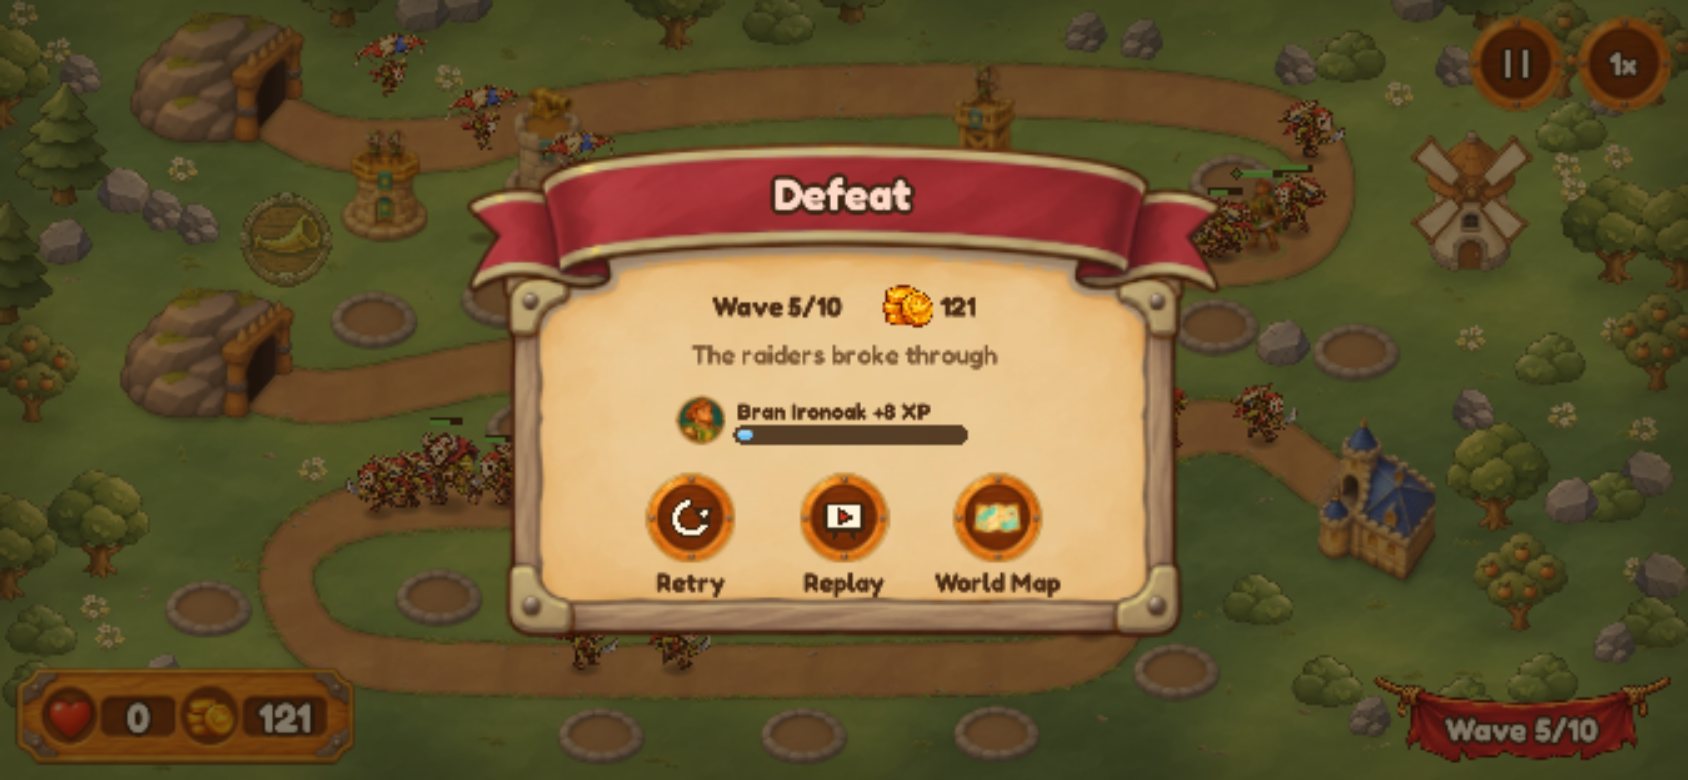 1x
Defeat
Wave 5/10
121
The raiders broke through
Bran Ironoak +8 XP
Retry
Replay
World Map
0
121
Wave 5/10